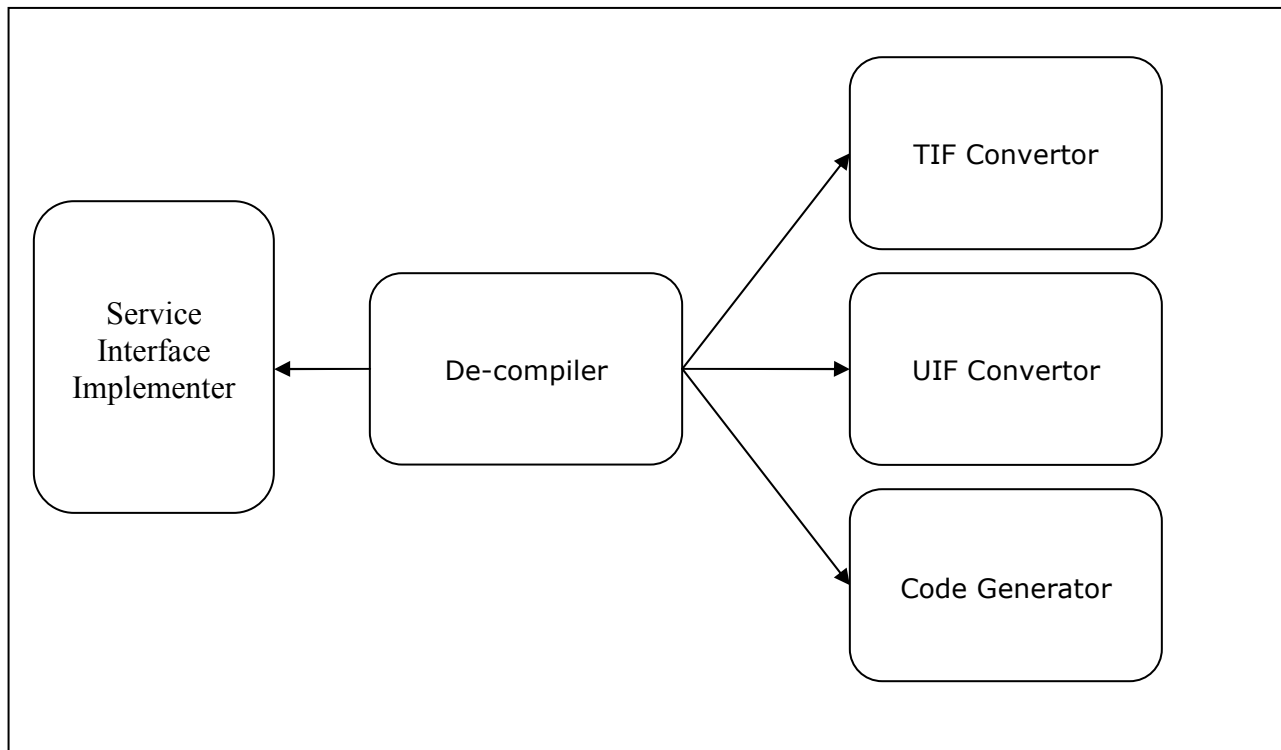 TIF Convertor
Service
Interface
Implementer
De-compiler
UIF Convertor
Code Generator